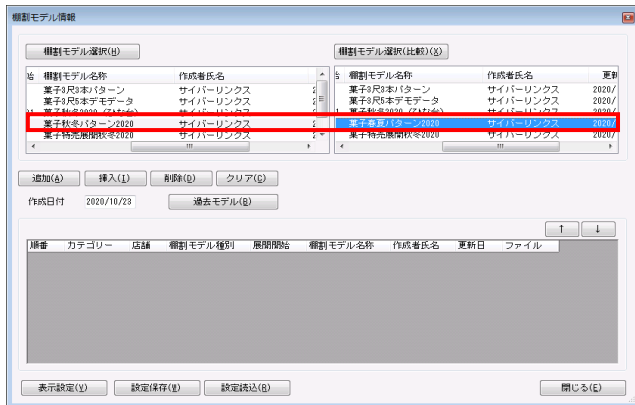 棚割モデル情報
棚割モデル選択(H)
棚割モデル選択(比較)(X)
始 棚割モデル名称 作成者氏名
菓子3尺3本パターン サイバーリンクス
菓子3尺5本デモデータ サイバーリンクス
菓子秋冬パターン2020 サイバーリンクス
菓子特売展開秋冬2020 サイバーリンクス
棚割モデル名称 作成者氏名 更新
菓子3尺3本パターン サイバーリンクス 2020/
菓子3尺5本デモデータ サイバーリンクス 2020/
菓子春夏パターン2020 サイバーリンクス 2020/
菓子特売展開秋冬2020 サイバーリンクス 2020/
追加(A) 挿入(I) 削除(D) クリア(C)
作成日付 2020/10/23 過去モデル(B)
↑ ↓
順番 カテゴリー 店舗 棚割モデル種別 展開開始 棚割モデル名称 作成者氏名 更新日 ファイル
表示設定(V) 設定保存(W) 設定読込(R) 閉じる(E)